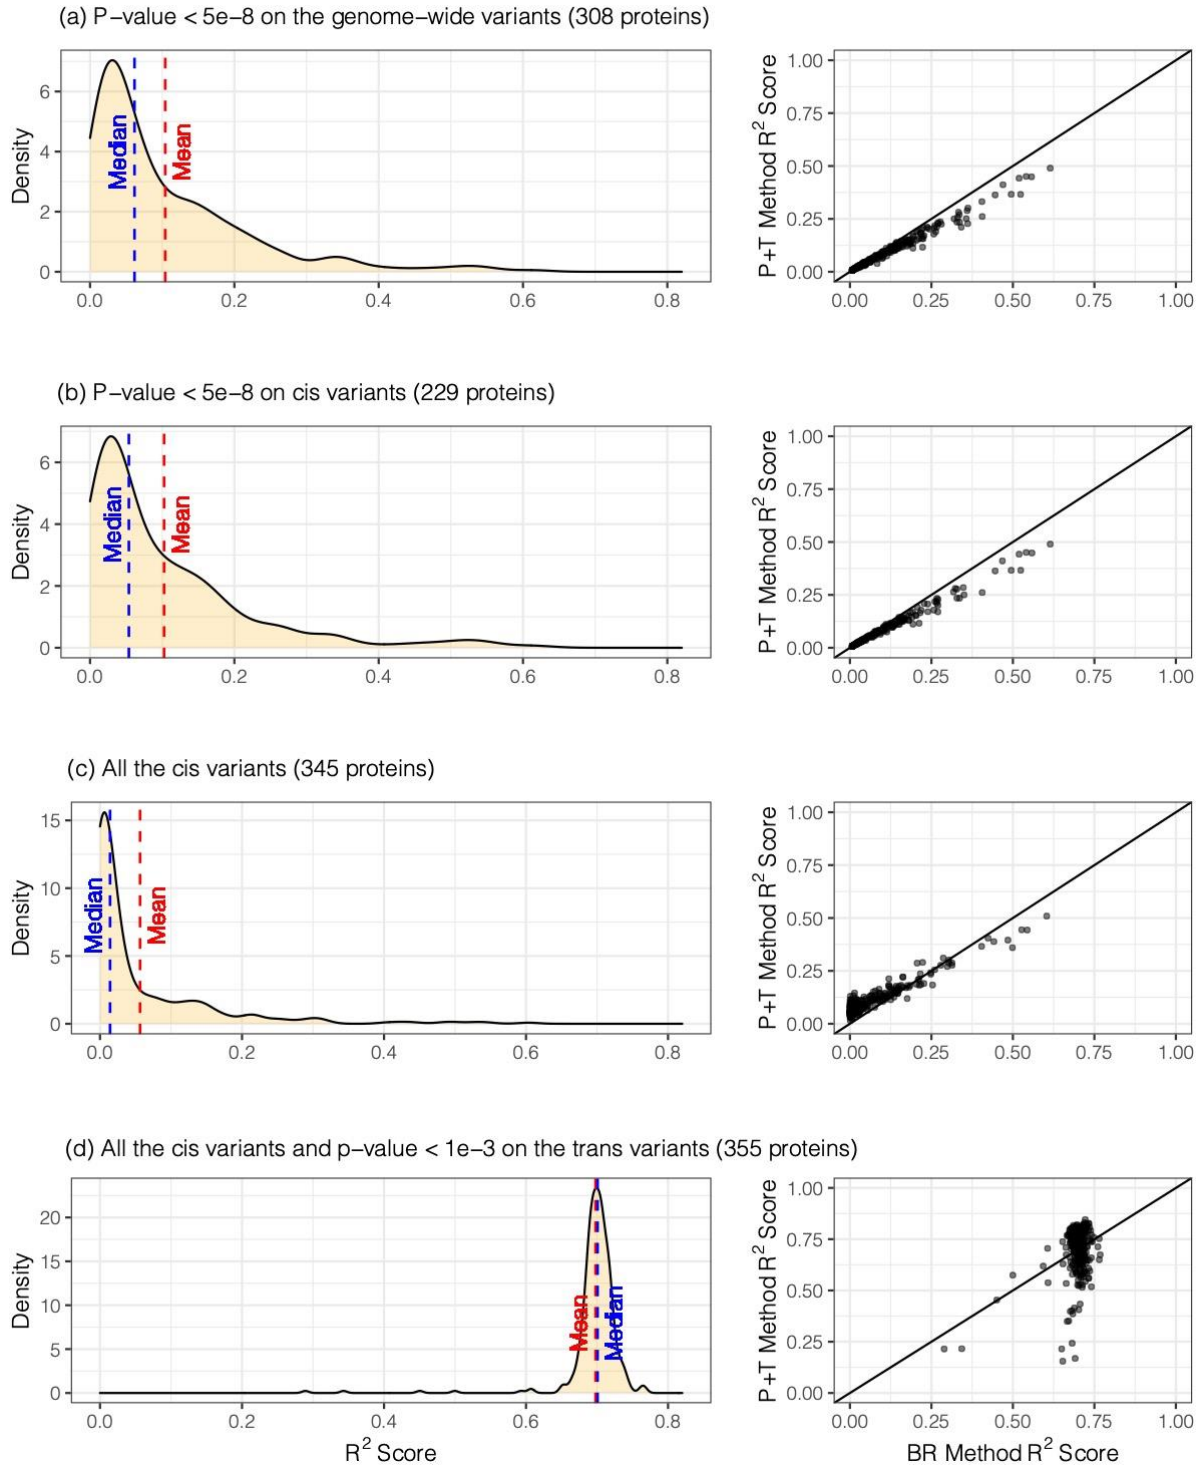 (a) P−value < 5e−8 on the genome−wide variants (308 proteins)
Density
6
4
2
0
Median
Mean
0.0 0.2 0.4 0.6 0.8
P+T Method R² Score
1.00
0.75
0.50
0.25
0.00
0.00 0.25 0.50 0.75 1.00
(b) P−value < 5e−8 on cis variants (229 proteins)
Density
6
4
2
0
Median
Mean
0.0 0.2 0.4 0.6 0.8
P+T Method R² Score
1.00
0.75
0.50
0.25
0.00
0.00 0.25 0.50 0.75 1.00
(c) All the cis variants (345 proteins)
Density
15
10
5
0
Median
Mean
0.0 0.2 0.4 0.6 0.8
P+T Method R² Score
1.00
0.75
0.50
0.25
0.00
0.00 0.25 0.50 0.75 1.00
(d) All the cis variants and p−value < 1e−3 on the trans variants (355 proteins)
Density
20
15
10
5
0
Mean
Median
0.0 0.2 0.4 0.6 0.8
R² Score
P+T Method R² Score
1.00
0.75
0.50
0.25
0.00
0.00 0.25 0.50 0.75 1.00
BR Method R² Score